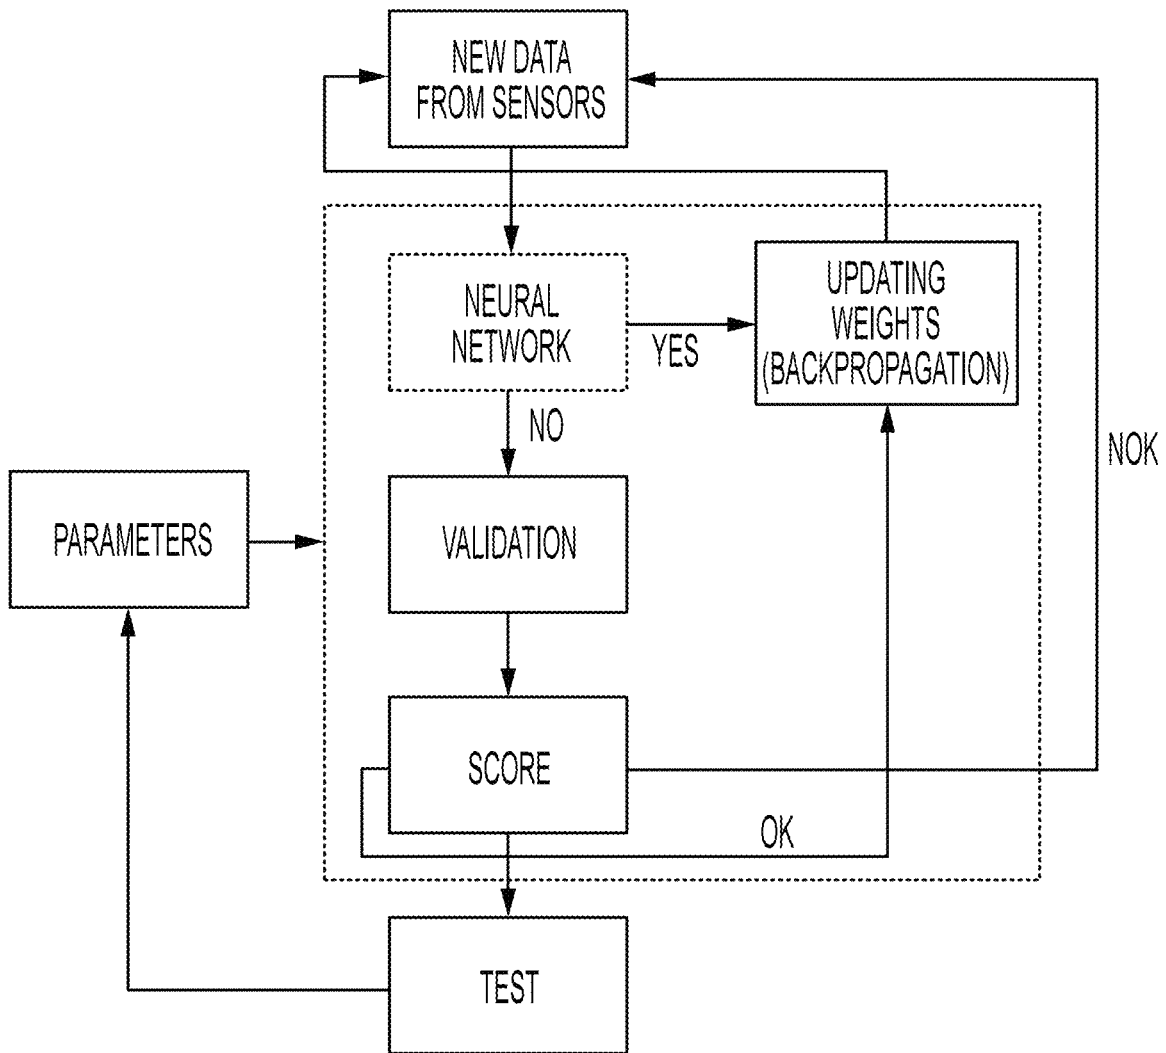 NEW DATA
FROM SENSORS
NEURAL
NETWORK
YES
UPDATING
WEIGHTS
(BACKPROPAGATION)
NO
NOK
PARAMETERS
VALIDATION
SCORE
OK
TEST